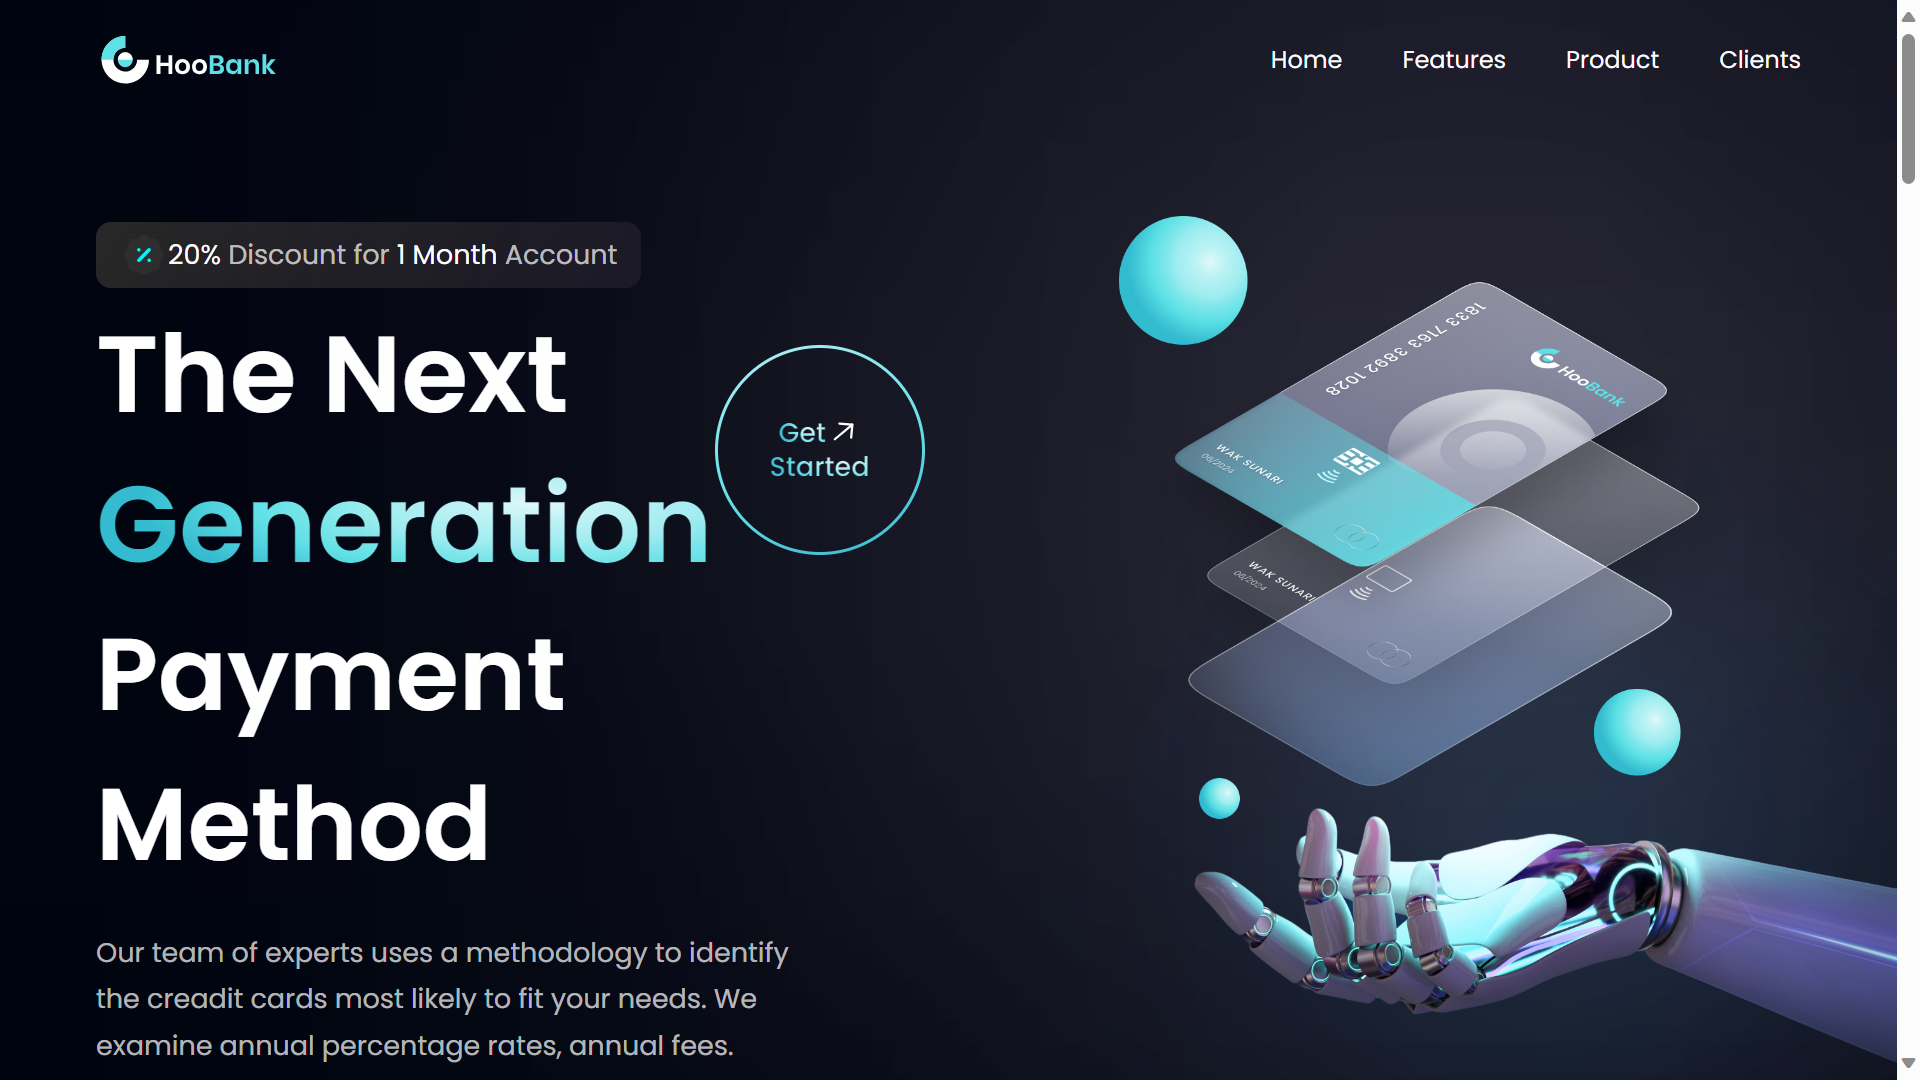 HooBank
Home Features Product Clients
20% Discount for 1 Month Account
The Next
Generation
Payment
Method
Get
Started
Our team of experts uses a methodology to identify
the creadit cards most likely to fit your needs. We
examine annual percentage rates, annual fees.
1833 7163 3892 1028
HooBank
WAK SUNARI
08/2024
WAK SUNARI
08/2024